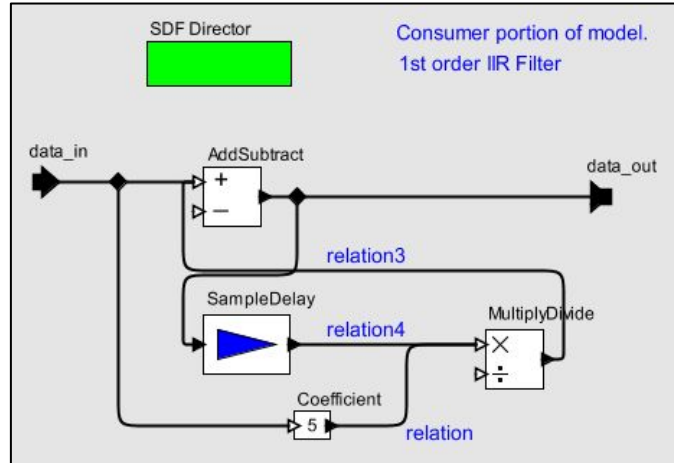 SDF Director
Consumer portion of model.
1st order IIR Filter
data_in
AddSubtract
data_out
+
−
relation3
SampleDelay
relation4
MultiplyDivide
×
÷
Coefficient
5
relation